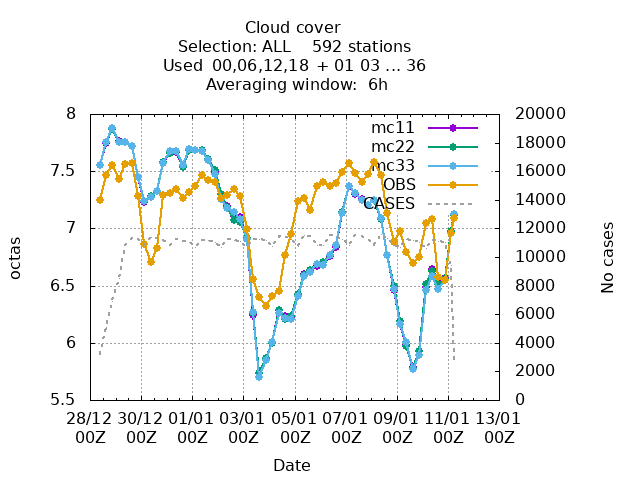 Cloud cover
Selection: ALL    592 stations
Used 00,06,12,18 + 01 03 ... 36
Averaging window: 6h
8
7.5
7
6.5
6
5.5
octas
20000
18000
16000
14000
12000
10000
8000
6000
4000
2000
0
No cases
mc11
mc22
mc33
OBS
CASES
28/12 30/12 01/01 03/01 05/01 07/01 09/01 11/01 13/01
00Z 00Z 00Z 00Z 00Z 00Z 00Z 00Z 00Z
Date